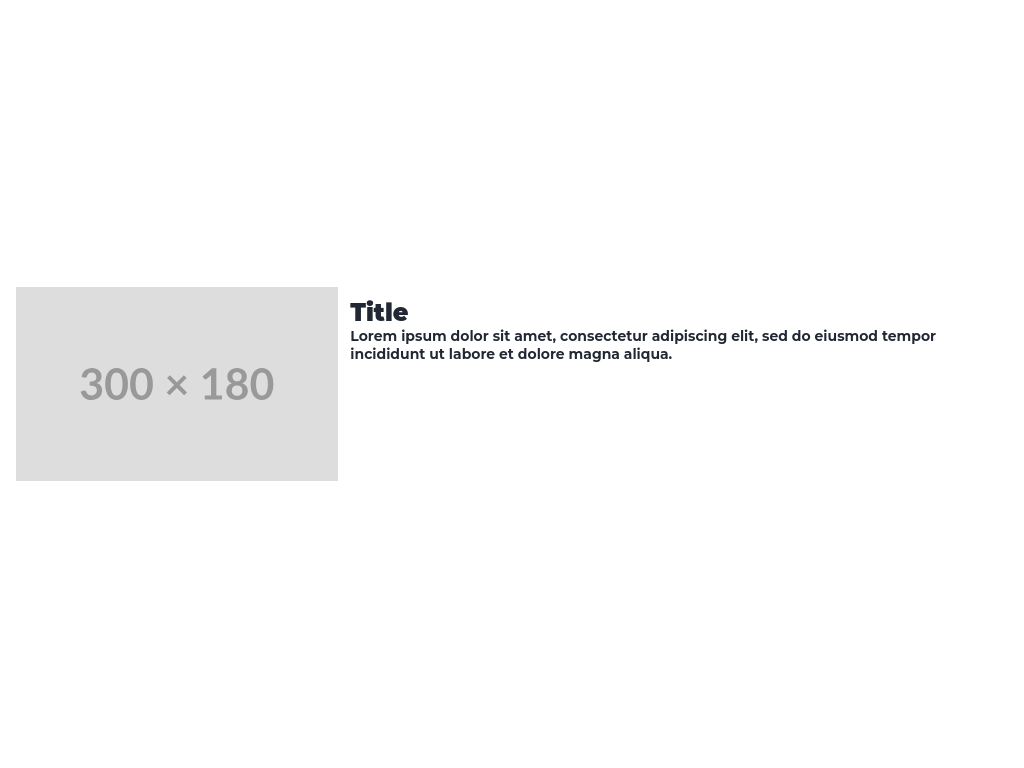 300 × 180
Title
Lorem ipsum dolor sit amet, consectetur adipiscing elit, sed do eiusmod tempor
incididunt ut labore et dolore magna aliqua.